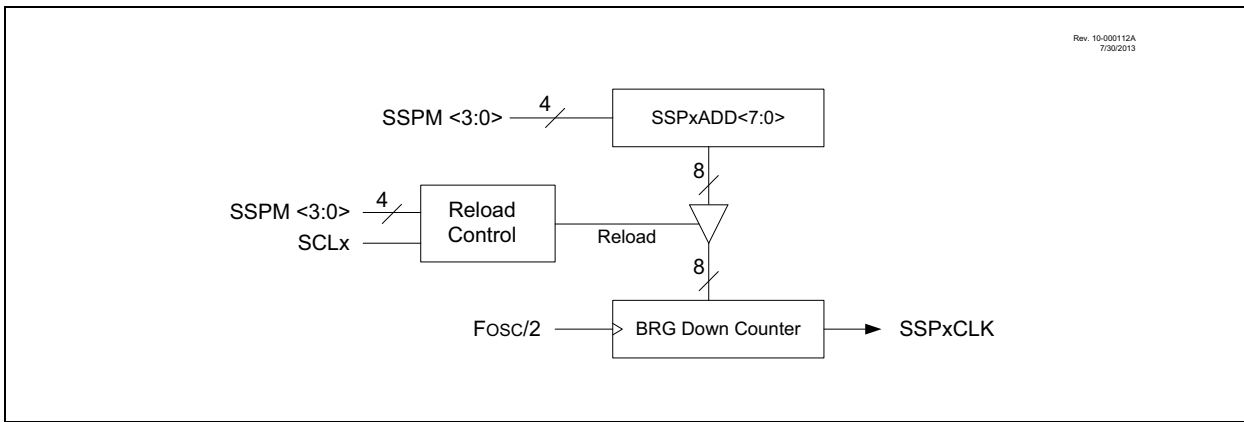 Rev. 10-000112A
7/30/2013
SSPM <3:0>
4
SSPxADD<7:0>
8
SSPM <3:0>
4
SCLx
Reload
Control
Reload
8
FOSC/2
BRG Down Counter
SSPxCLK